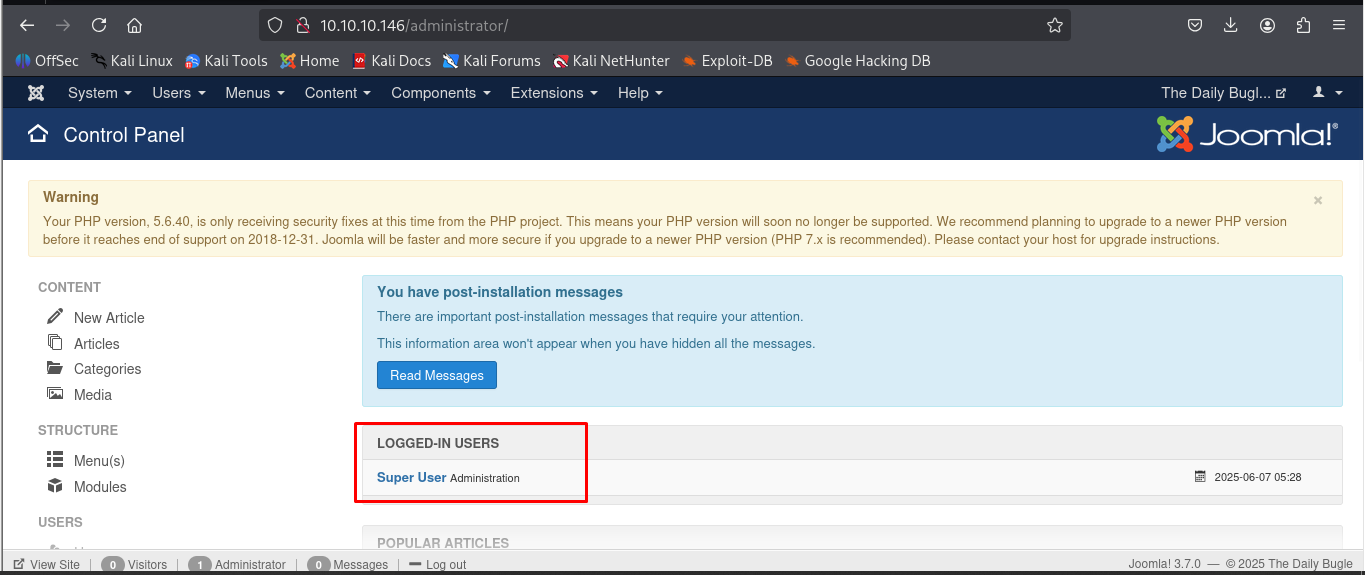 10.10.10.146/administrator/
OffSec Kali Linux Kali Tools Home Kali Docs Kali Forums Kali NetHunter Exploit-DB Google Hacking DB
System Users Menus Content Components Extensions Help The Daily Bugl...
Control Panel Joomla!®
Warning ×
Your PHP version, 5.6.40, is only receiving security fixes at this time from the PHP project. This means your PHP version will soon no longer be supported. We recommend planning to upgrade to a newer PHP version
before it reaches end of support on 2018-12-31. Joomla will be faster and more secure if you upgrade to a newer PHP version (PHP 7.x is recommended). Please contact your host for upgrade instructions.
CONTENT
New Article
Articles
Categories
Media
STRUCTURE
Menu(s)
Modules
USERS
You have post-installation messages
There are important post-installation messages that require your attention.
This information area won't appear when you have hidden all the messages.
Read Messages
LOGGED-IN USERS
Super User Administration 2025-06-07 05:28
POPULAR ARTICLES
View Site | 0 Visitors | 1 Administrator | 0 Messages | Log out Joomla! 3.7.0 — © 2025 The Daily Bugle